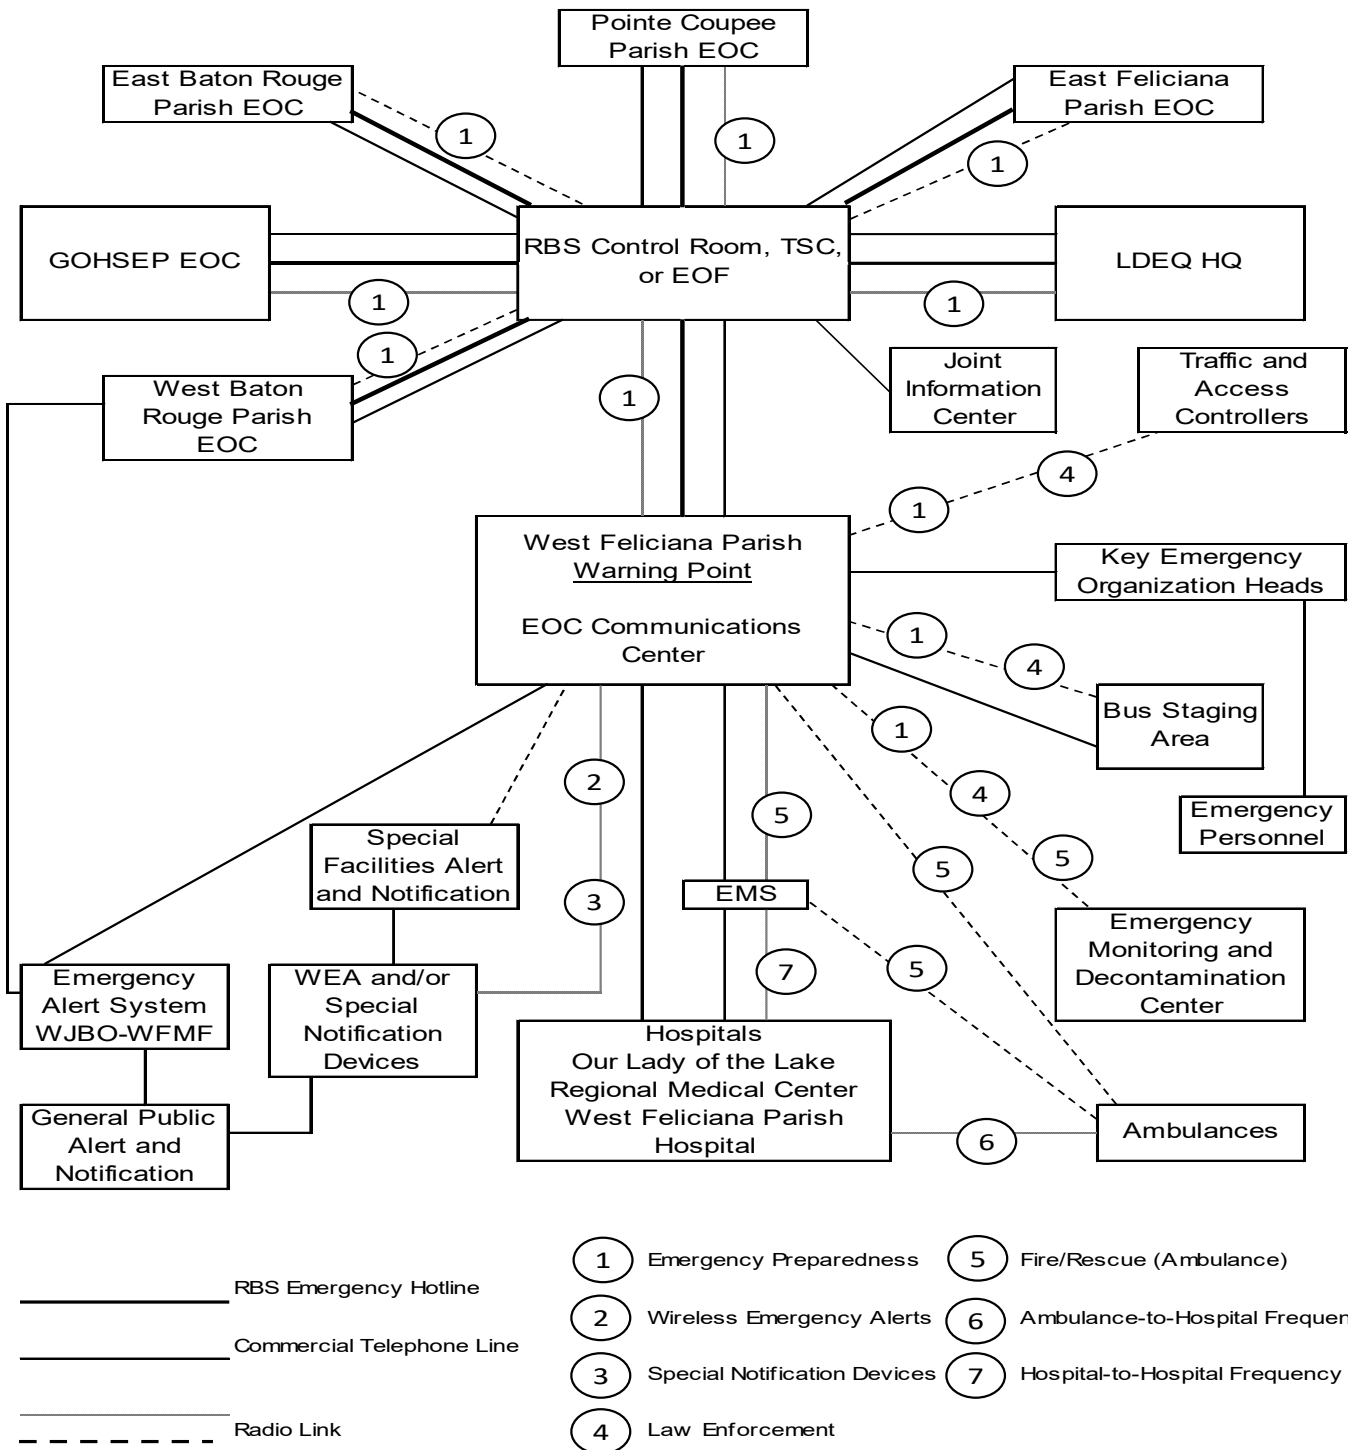 Pointe Coupee
Parish EOC
East Baton Rouge
Parish EOC
East Feliciana
Parish EOC
1
1
1
GOHSEP EOC
RBS Control Room, TSC,
or EOF
LDEQ HQ
1
1
1
West Baton
Rouge Parish
EOC
1
Joint
Information
Center
Traffic and
Access
Controllers
4
1
West Feliciana Parish
Warning Point
EOC Communications
Center
Key Emergency
Organization Heads
1
4
Bus Staging
Area
1
2
4
5
Emergency
Personnel
Special
Facilities Alert
and Notification
5
5
3
EMS
Emergency
Monitoring and
Decontamination
Center
Emergency
Alert System
WJBO-WFMF
WEA and/or
Special
Notification
Devices
7
5
Hospitals
Our Lady of the Lake
Regional Medical Center
West Feliciana Parish
Hospital
General Public
Alert and
Notification
6
Ambulances
RBS Emergency Hotline
Commercial Telephone Line
Radio Link
1 Emergency Preparedness
2 Wireless Emergency Alerts
3 Special Notification Devices
4 Law Enforcement
5 Fire/Rescue (Ambulance)
6 Ambulance-to-Hospital Frequen
7 Hospital-to-Hospital Frequency